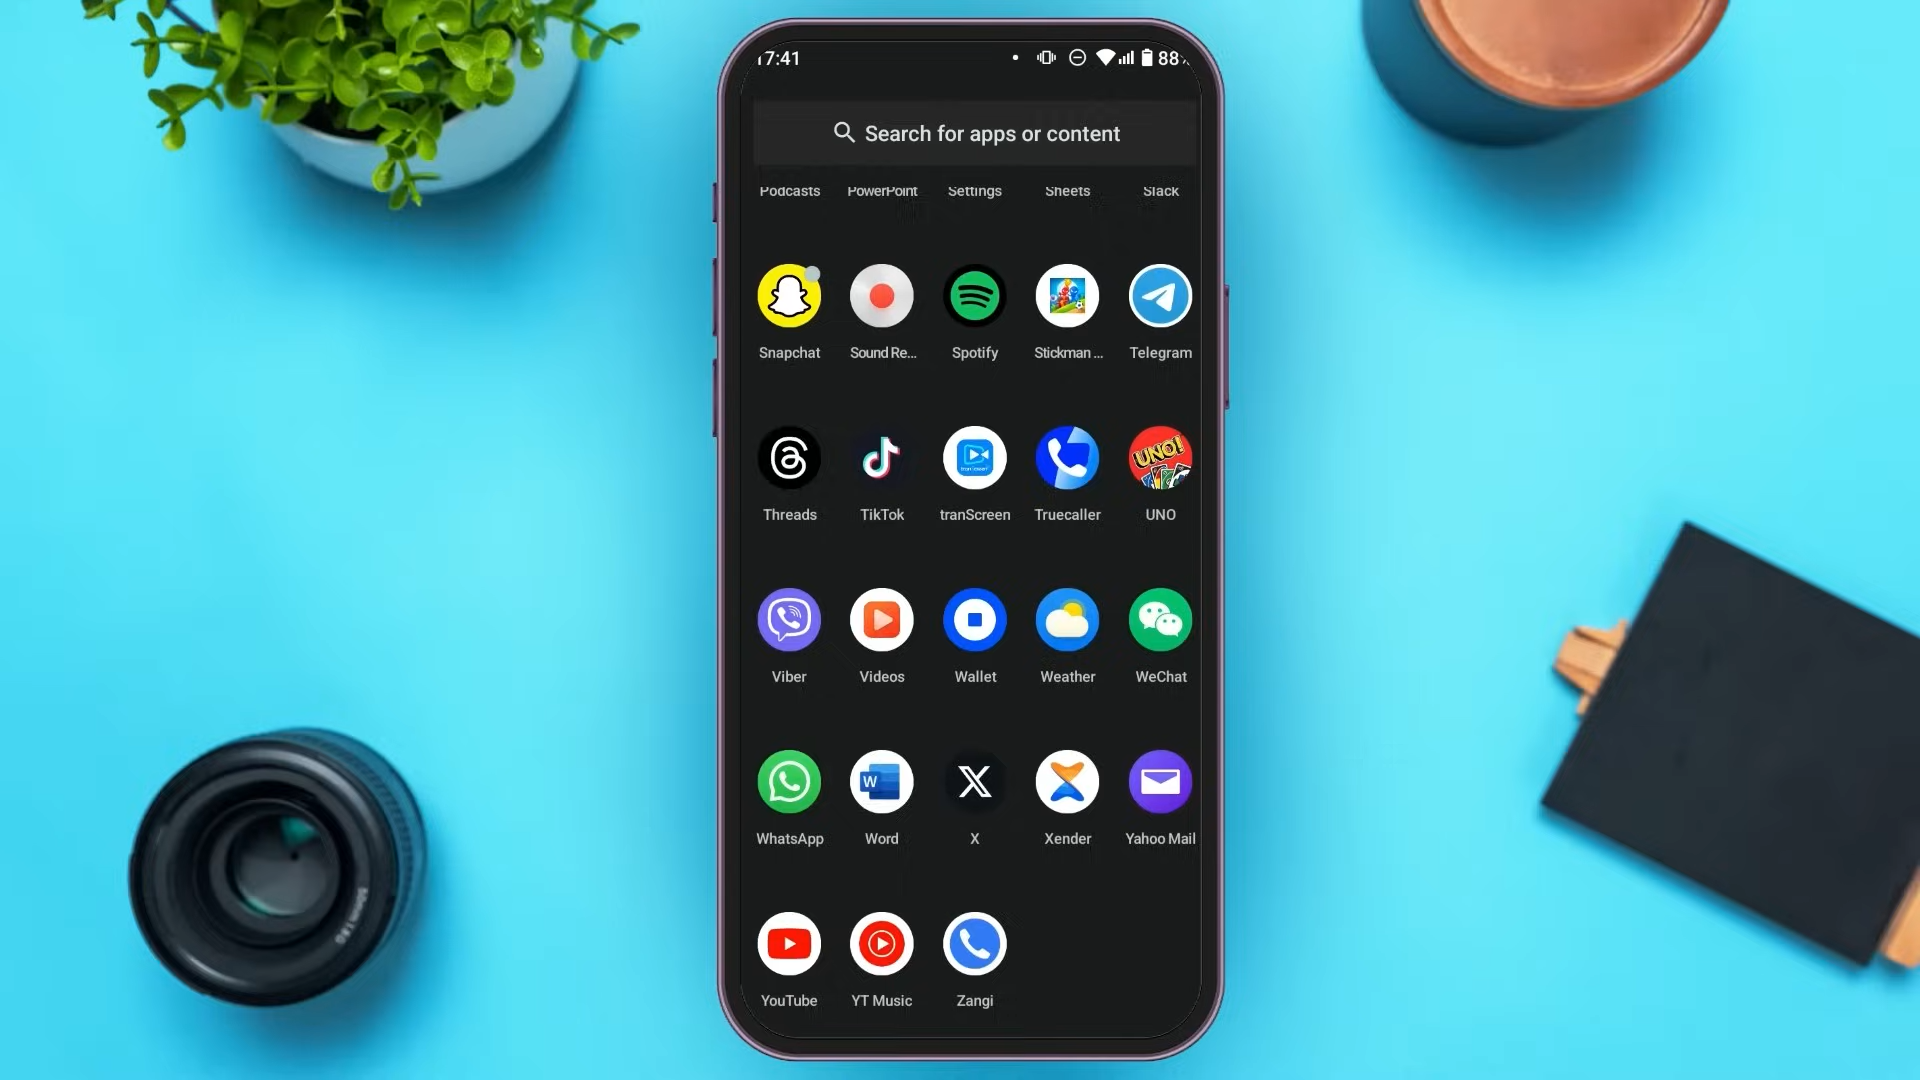 17:41 88%
Search for apps or content
Podcasts PowerPoint Settings Sheets Slack
Snapchat Sound Re... Spotify Stickman ... Telegram
UNO!
Threads TikTok tranScreen Truecaller UNO
Viber Videos Wallet Weather WeChat
W
WhatsApp Word X Xender Yahoo Mail
YouTube YT Music Zangi